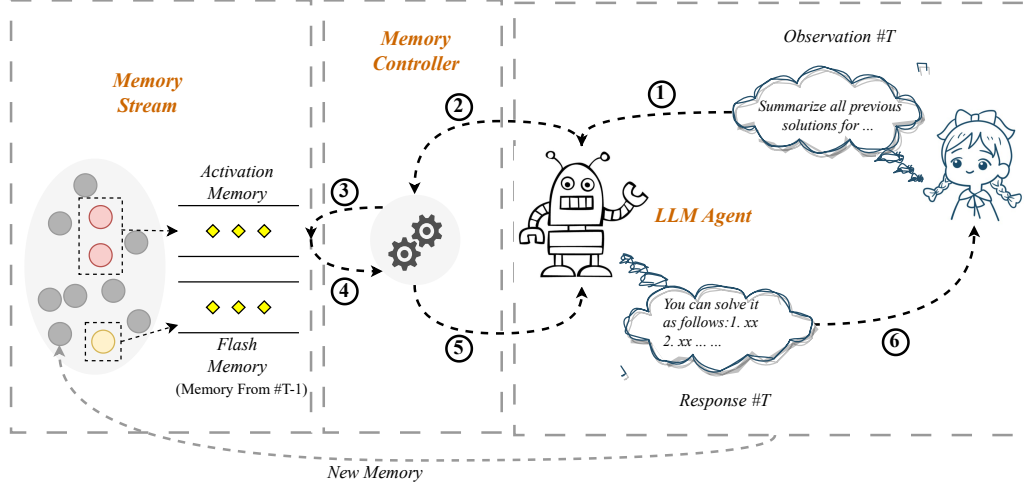 Memory
Stream
Activation
Memory
Flash
Memory
(Memory From #T-1)
Memory
Controller
2
3
4
5
Observation #T
1
Summarize all previous
solutions for ...
LLM Agent
You can solve it
as follows:1. xx
2. xx ... ...
6
Response #T
New Memory